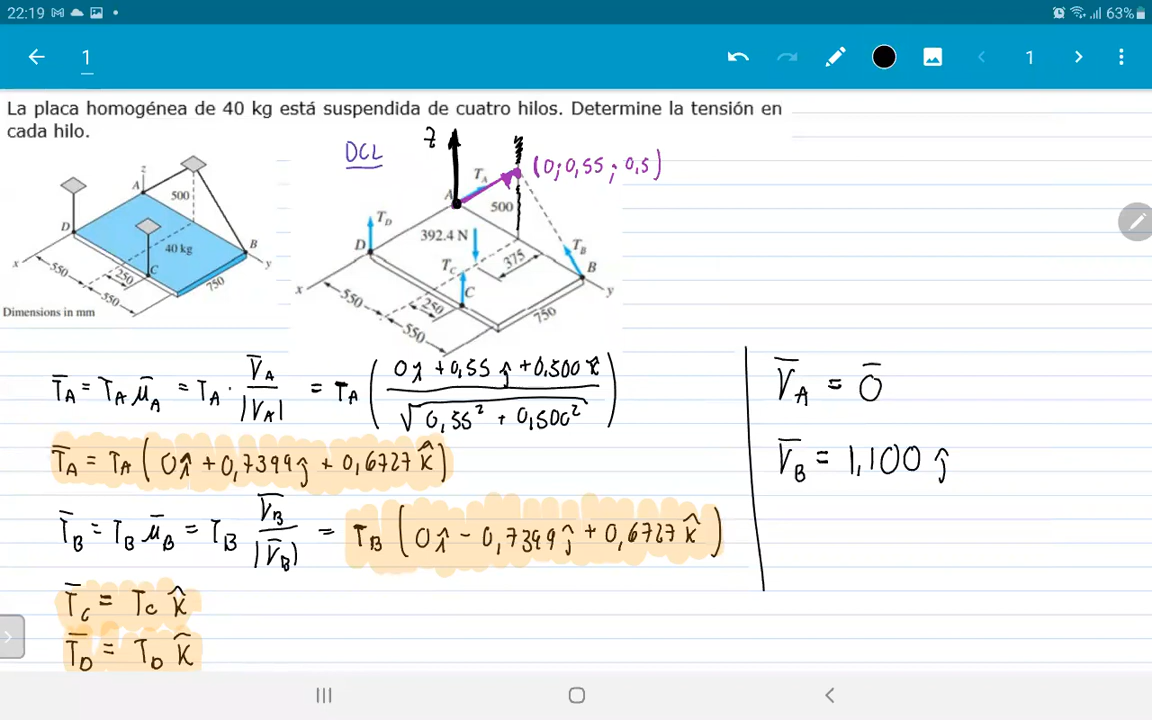 22:19
63%
1
1
La placa homogénea de 40 kg está suspendida de cuatro hilos. Determine la tensión en
cada hilo.
z
A
500
D
40 kg
B
x
y
550
250
C
550
750
Dimensions in mm
DCL
z
(0;0,55;0,5)
T_A
A
500
T_D
D
392.4 N
T_B
375
T_C
B
C
x
y
550
250
750
550
T̄_A = T_A μ̄_A = T_A · V̄_A / |V_A| = T_A ( (0î + 0,55 ĵ + 0,500 k̂) / √(0,55² + 0,500²) )
T̄_A = T_A ( 0î + 0,7399ĵ + 0,6727 k̂ )
T̄_B = T_B μ̄_B = T_B V̄_B / |V̄_B| = T_B ( 0î - 0,7399ĵ + 0,6727 k̂ )
T̄_C = T_C k̂
T̄_D = T_D k̂
V̄_A = 0̄
V̄_B = 1,100 ĵ